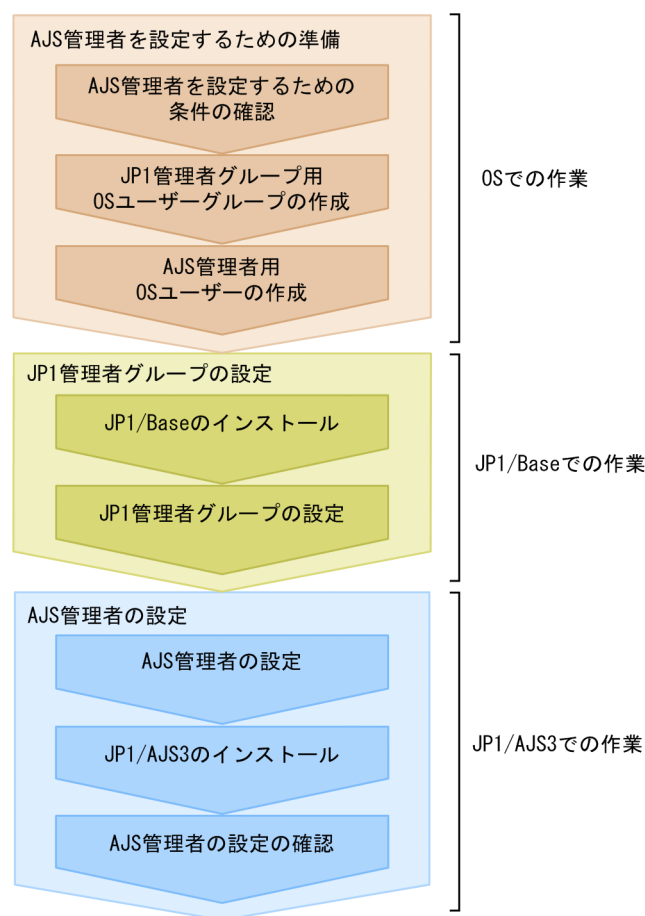 AJS管理者を設定するための準備
AJS管理者を設定するための
条件の確認
JP1管理者グループ用
OSユーザーグループの作成
AJS管理者用
OSユーザーの作成
OSでの作業
JP1管理者グループの設定
JP1/Baseのインストール
JP1管理者グループの設定
JP1/Baseでの作業
AJS管理者の設定
AJS管理者の設定
JP1/AJS3のインストール
AJS管理者の設定の確認
JP1/AJS3での作業